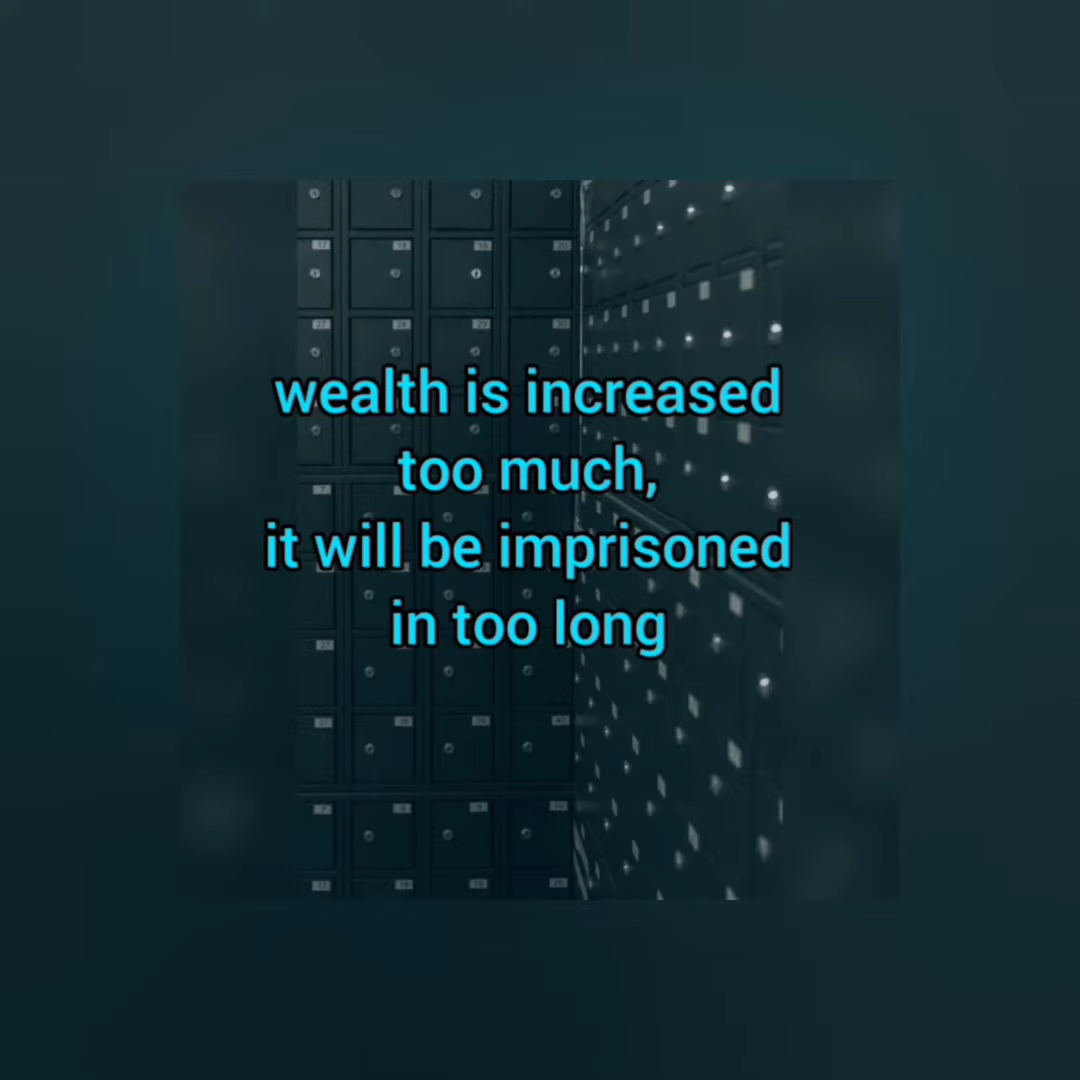 wealth is increased
too much,
it will be imprisoned
in too long